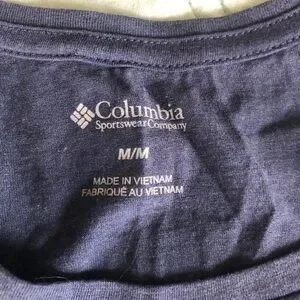 Columbia
Sportswear Company
M/M
MADE IN VIETNAM
FABRIQUÉ AU VIETNAM